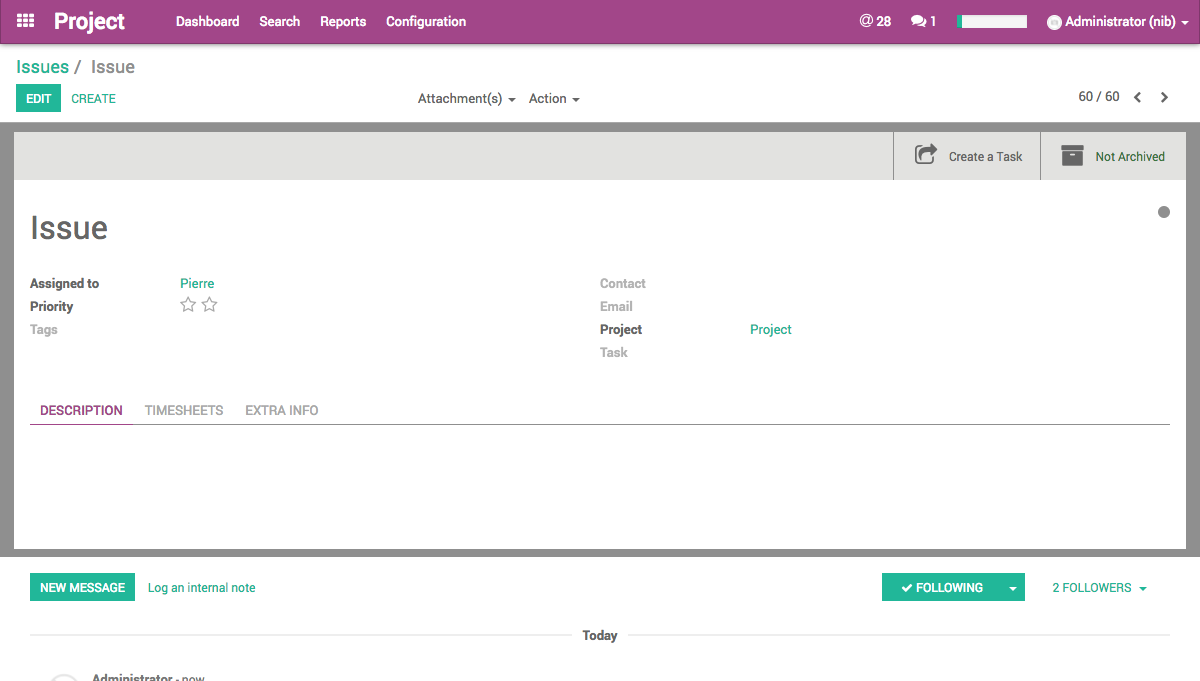 Project Dashboard Search Reports Configuration @ 28 1 Administrator (nib)
Issues / Issue
EDIT CREATE Attachment(s) Action 60 / 60
Create a Task Not Archived
Issue
Assigned to Pierre Contact
Priority Email
Tags Project Project
Task
DESCRIPTION TIMESHEETS EXTRA INFO
NEW MESSAGE Log an internal note FOLLOWING 2 FOLLOWERS
Today
Administrator - now